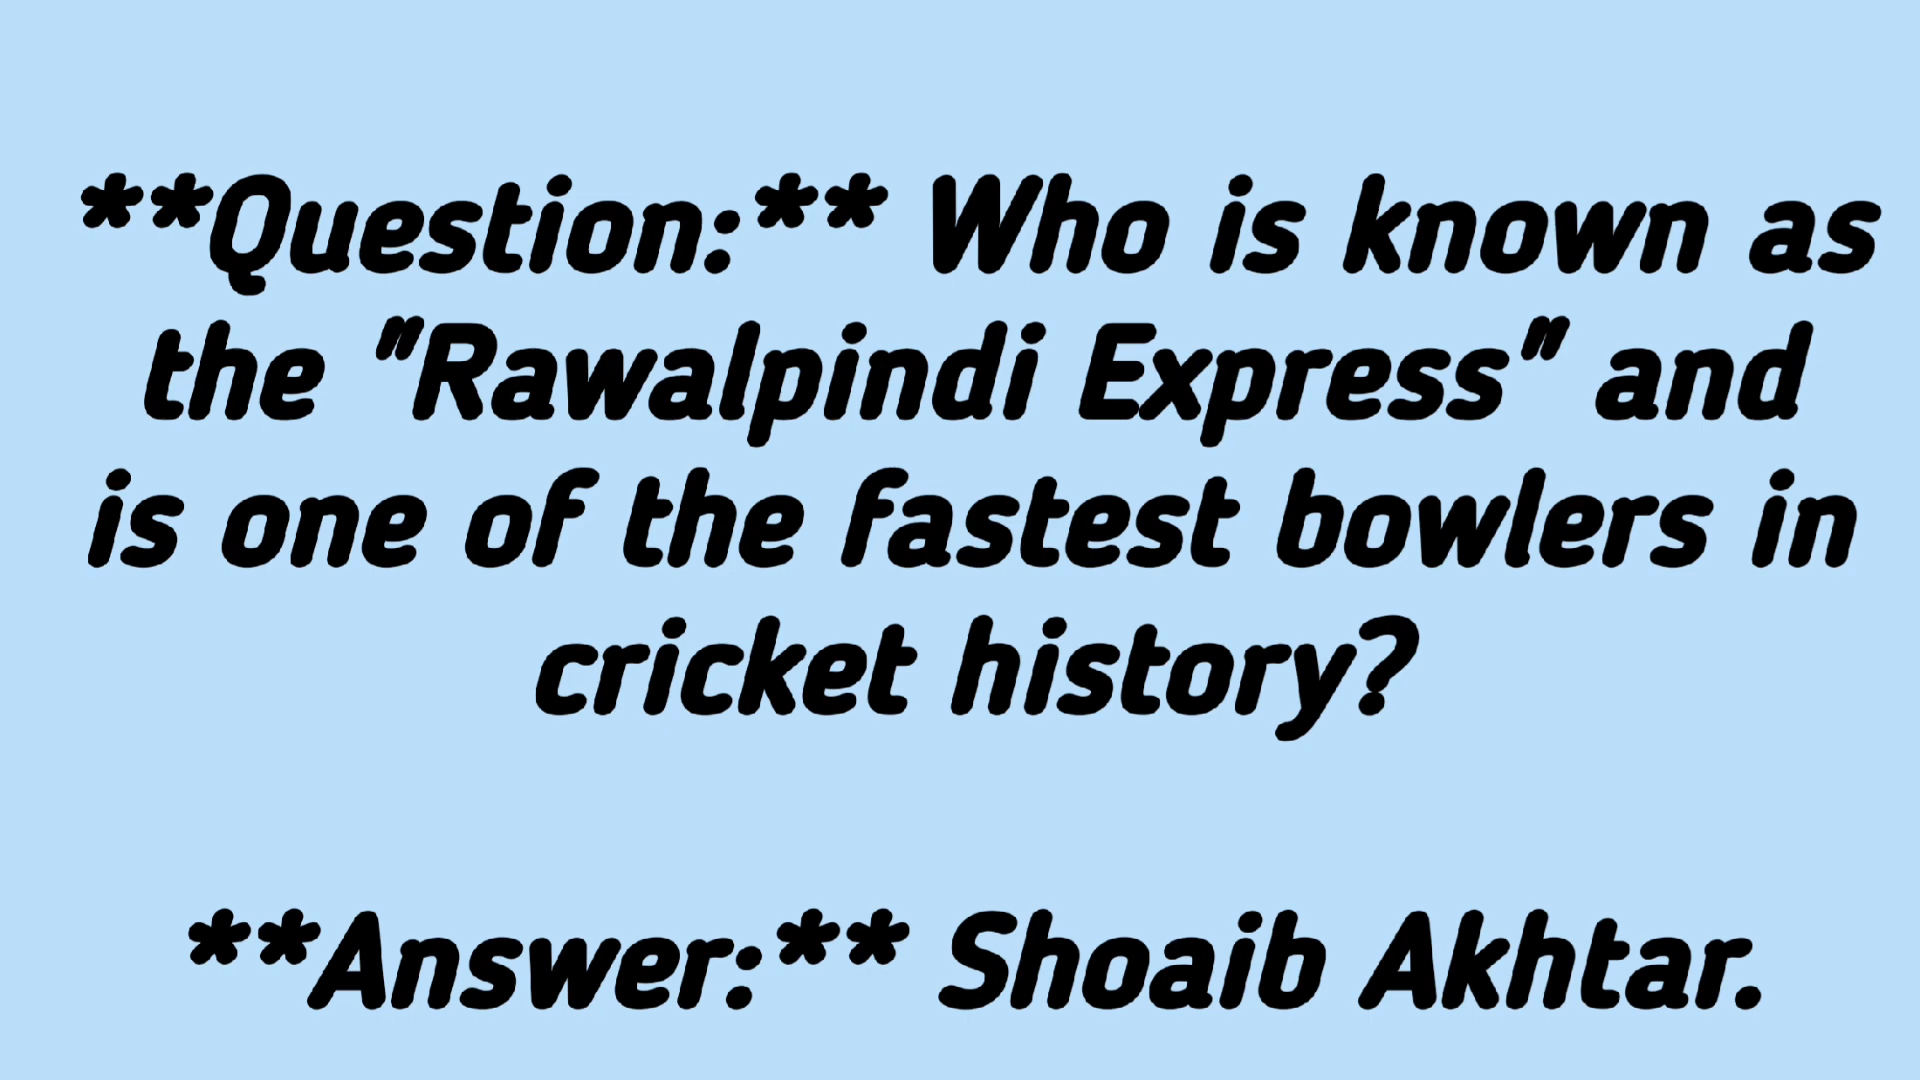 **Question:** Who is known as
the "Rawalpindi Express" and
is one of the fastest bowlers in
cricket history?
**Answer:** Shoaib Akhtar.